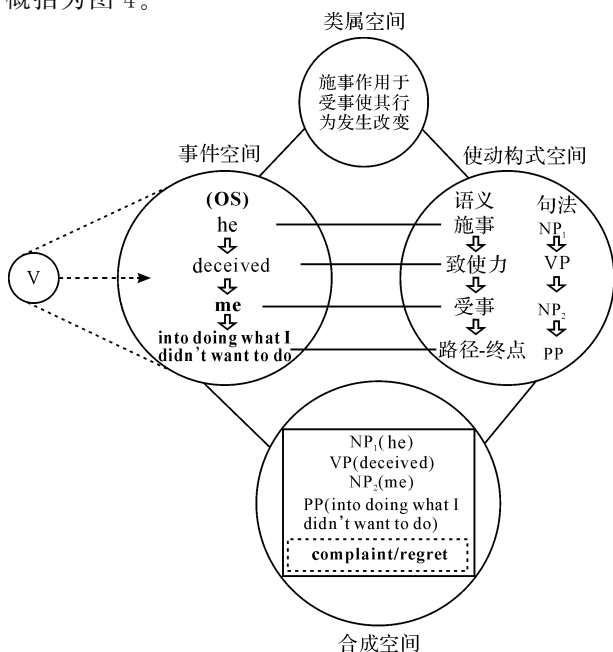 概括为图 4。
类属空间
施事作用于
受事使其行
为发生改变
事件空间
使动构式空间
(OS)
he
deceived
me
into doing what I
didn't want to do
V
语义
施事
致使力
受事
路径-终点
句法
NP₁
VP
NP₂
PP
NP₁(he)
VP(deceived)
NP₂(me)
PP(into doing what I
didn't want to do)
complaint/regret
合成空间